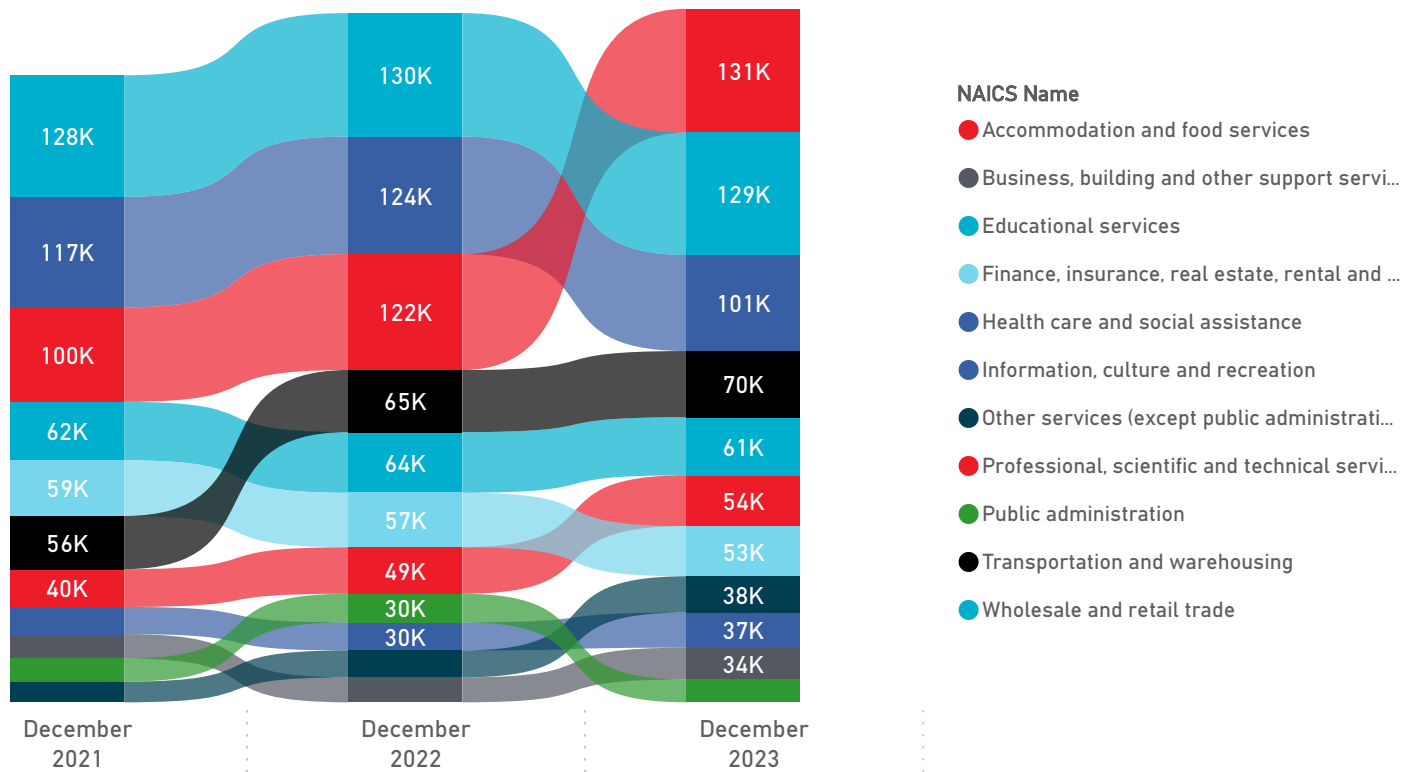 128K
117K
100K
62K
59K
56K
40K
130K
124K
122K
65K
64K
57K
49K
30K
30K
131K
129K
101K
70K
61K
54K
53K
38K
37K
34K
December
2021
December
2022
December
2023
NAICS Name
Accommodation and food services
Business, building and other support servi...
Educational services
Finance, insurance, real estate, rental and ...
Health care and social assistance
Information, culture and recreation
Other services (except public administrati...
Professional, scientific and technical servi...
Public administration
Transportation and warehousing
Wholesale and retail trade